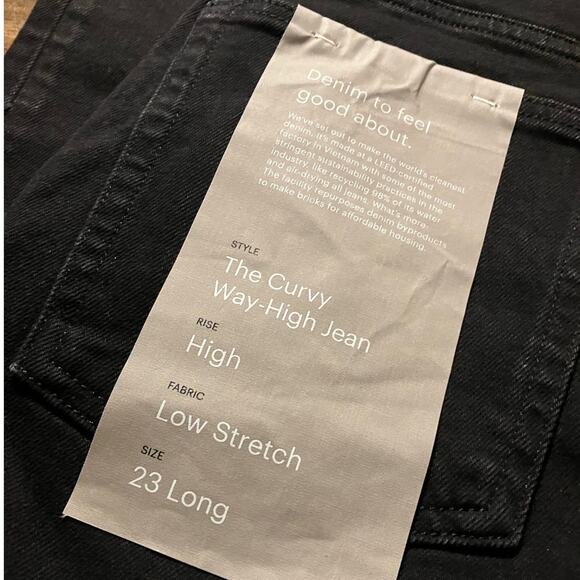 Denim to feel
good about.
We've set out to make the world's cleanest
denim. It's made at a LEED-certified
factory in Vietnam with some of the most
stringent sustainability practices in the
industry, like recycling 98% of its water
and air-drying all jeans. What's more:
The facility repurposes denim byproducts
to make bricks for affordable housing.
STYLE
The Curvy
Way-High Jean
RISE
High
FABRIC
Low Stretch
SIZE
23 Long